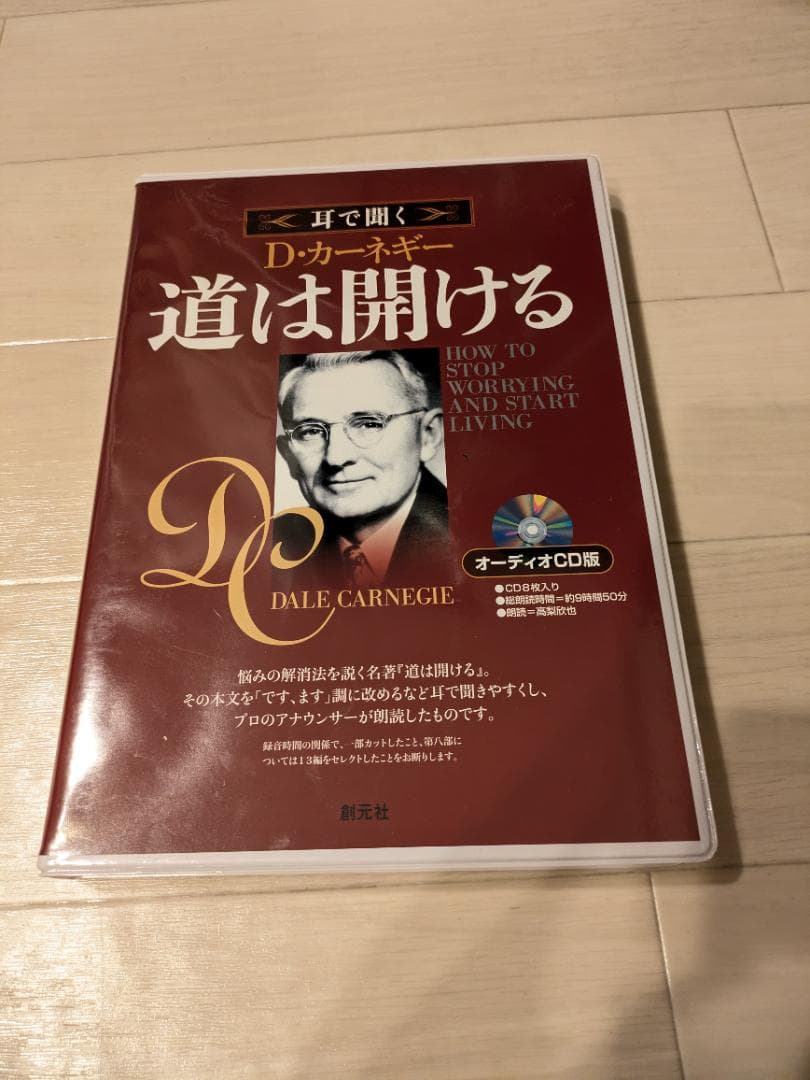 耳で聞く
D・カーネギー
道は開ける
HOW TO
STOP
WORRYING
AND START
LIVING
DC
DALE CARNEGIE
オーディオCD版
●CD8枚入り
●総朗読時間=約9時間50分
●朗読=高梨欣也
悩みの解消法を説く名著『道は開ける』。
その本文を「です、ます」調に改めるなど耳で聞きやすくし、
プロのアナウンサーが朗読したものです。
録音時間の関係で、一部カットしたこと、第八部に
ついては13編をセレクトしたことをお断りします。
創元社